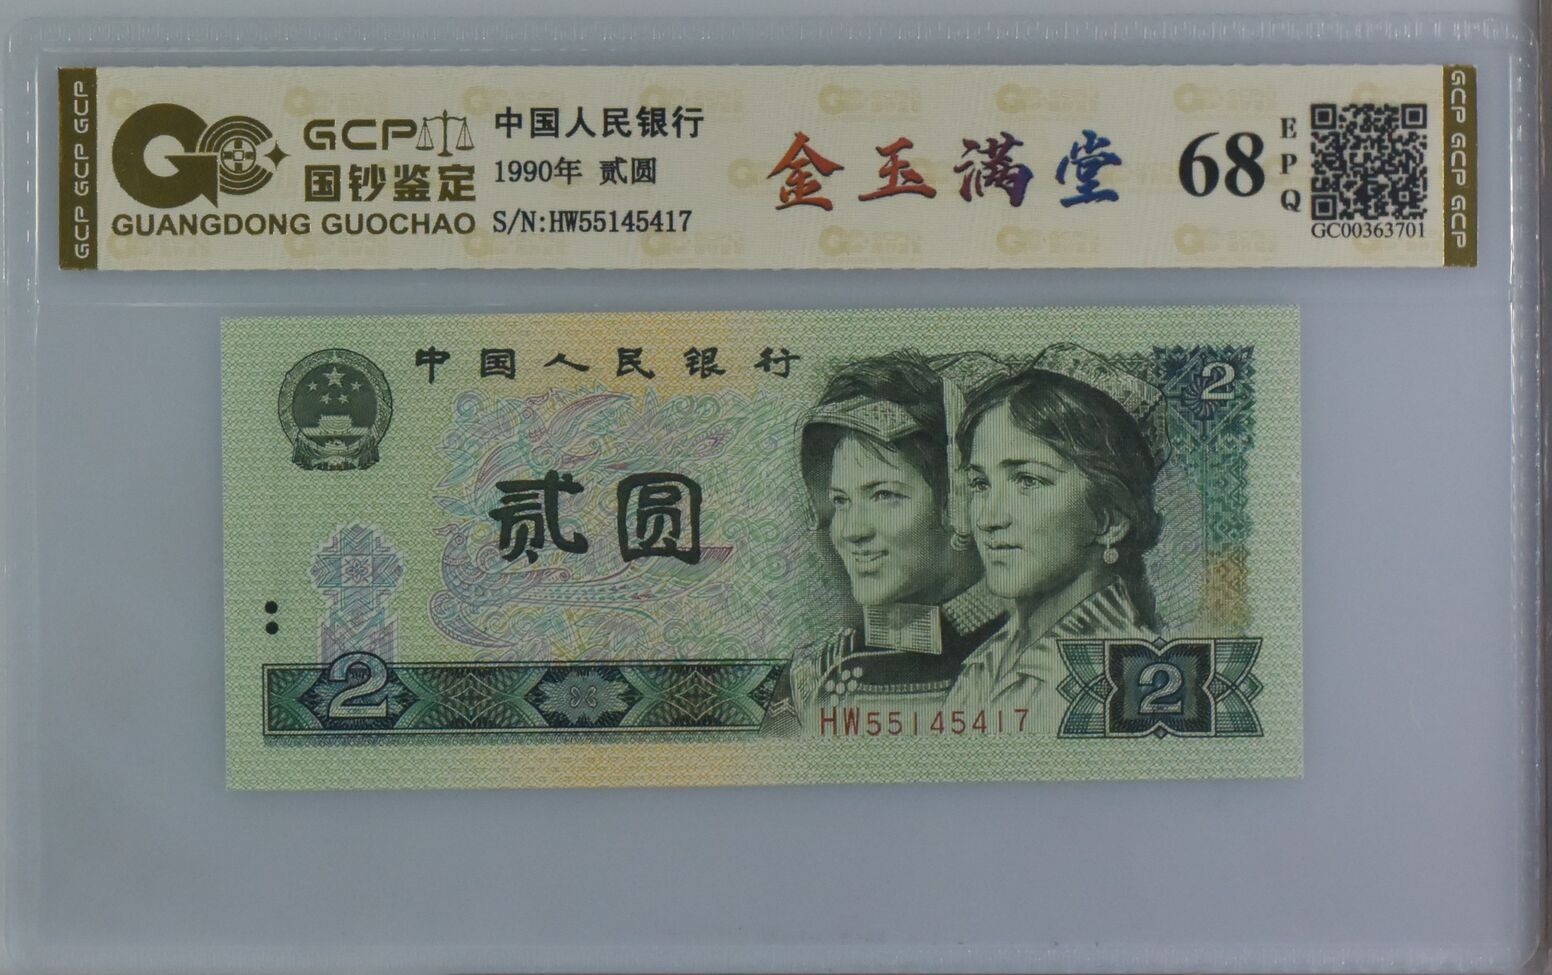 GCP GCP GCP
GCP
国钞鉴定
GUANGDONG GUOCHAO
中国人民银行
1990年 贰圆
S/N:HW55145417
金玉满堂
68
EPQ
GC00363701
GCP GCP GCP
中国人民银行
2
贰圆
2
HW55145417
2